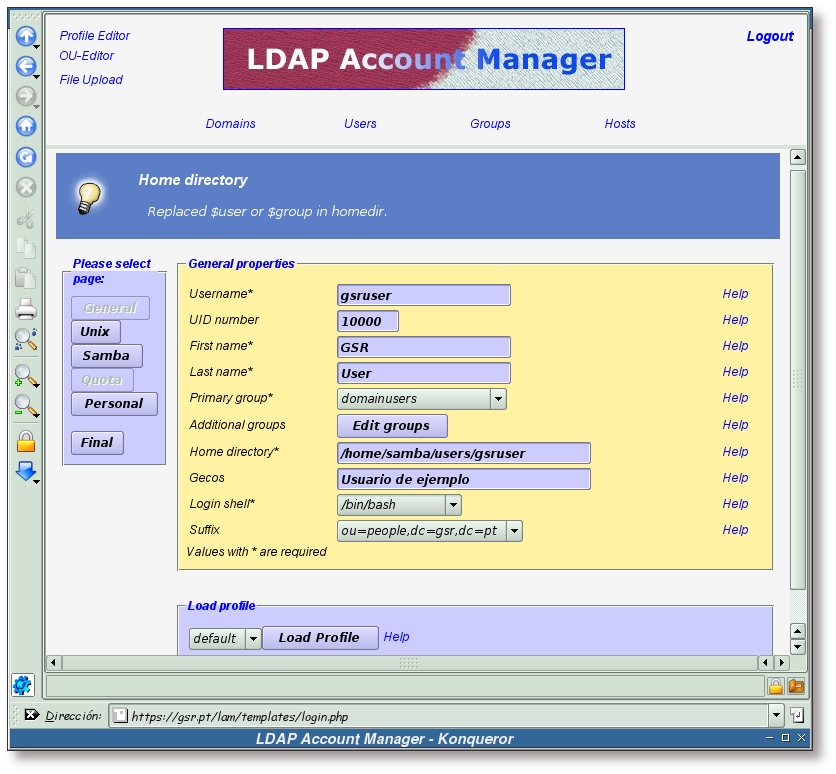 Profile Editor
OU-Editor
File Upload
LDAP Account Manager
Logout
Domains Users Groups Hosts
Home directory
Replaced $user or $group in homedir.
Please select
page:
General
Unix
Samba
Quota
Personal
Final
General properties
Username* gsruser Help
UID number 10000 Help
First name* GSR Help
Last name* User Help
Primary group* domainusers Help
Additional groups Edit groups Help
Home directory* /home/samba/users/gsruser Help
Gecos Usuario de ejemplo Help
Login shell* /bin/bash Help
Suffix ou=people,dc=gsr,dc=pt Help
Values with * are required
Load profile
default Load Profile Help
Dirección: https://gsr.pt/lam/templates/login.php
LDAP Account Manager - Konqueror